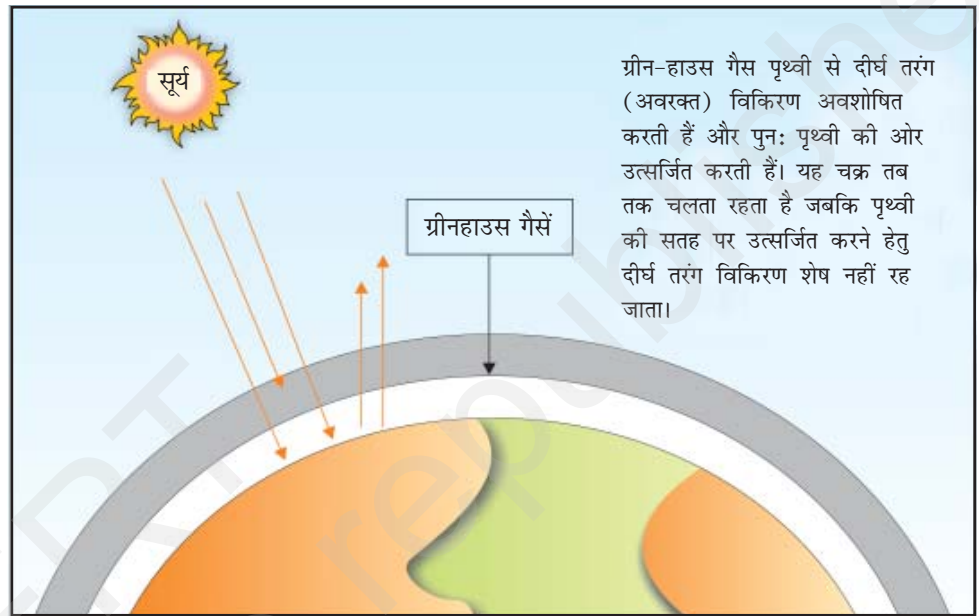 सूर्य
ग्रीन-हाउस गैस पृथ्वी से दीर्घ तरंग
(अवरक्त) विकिरण अवशोषित
करती हैं और पुन: पृथ्वी की ओर
उत्सर्जित करती हैं। यह चक्र तब
तक चलता रहता है जबकि पृथ्वी
की सतह पर उत्सर्जित करने हेतु
दीर्घ तरंग विकिरण शेष नहीं रह
जाता।
ग्रीनहाउस गैसें